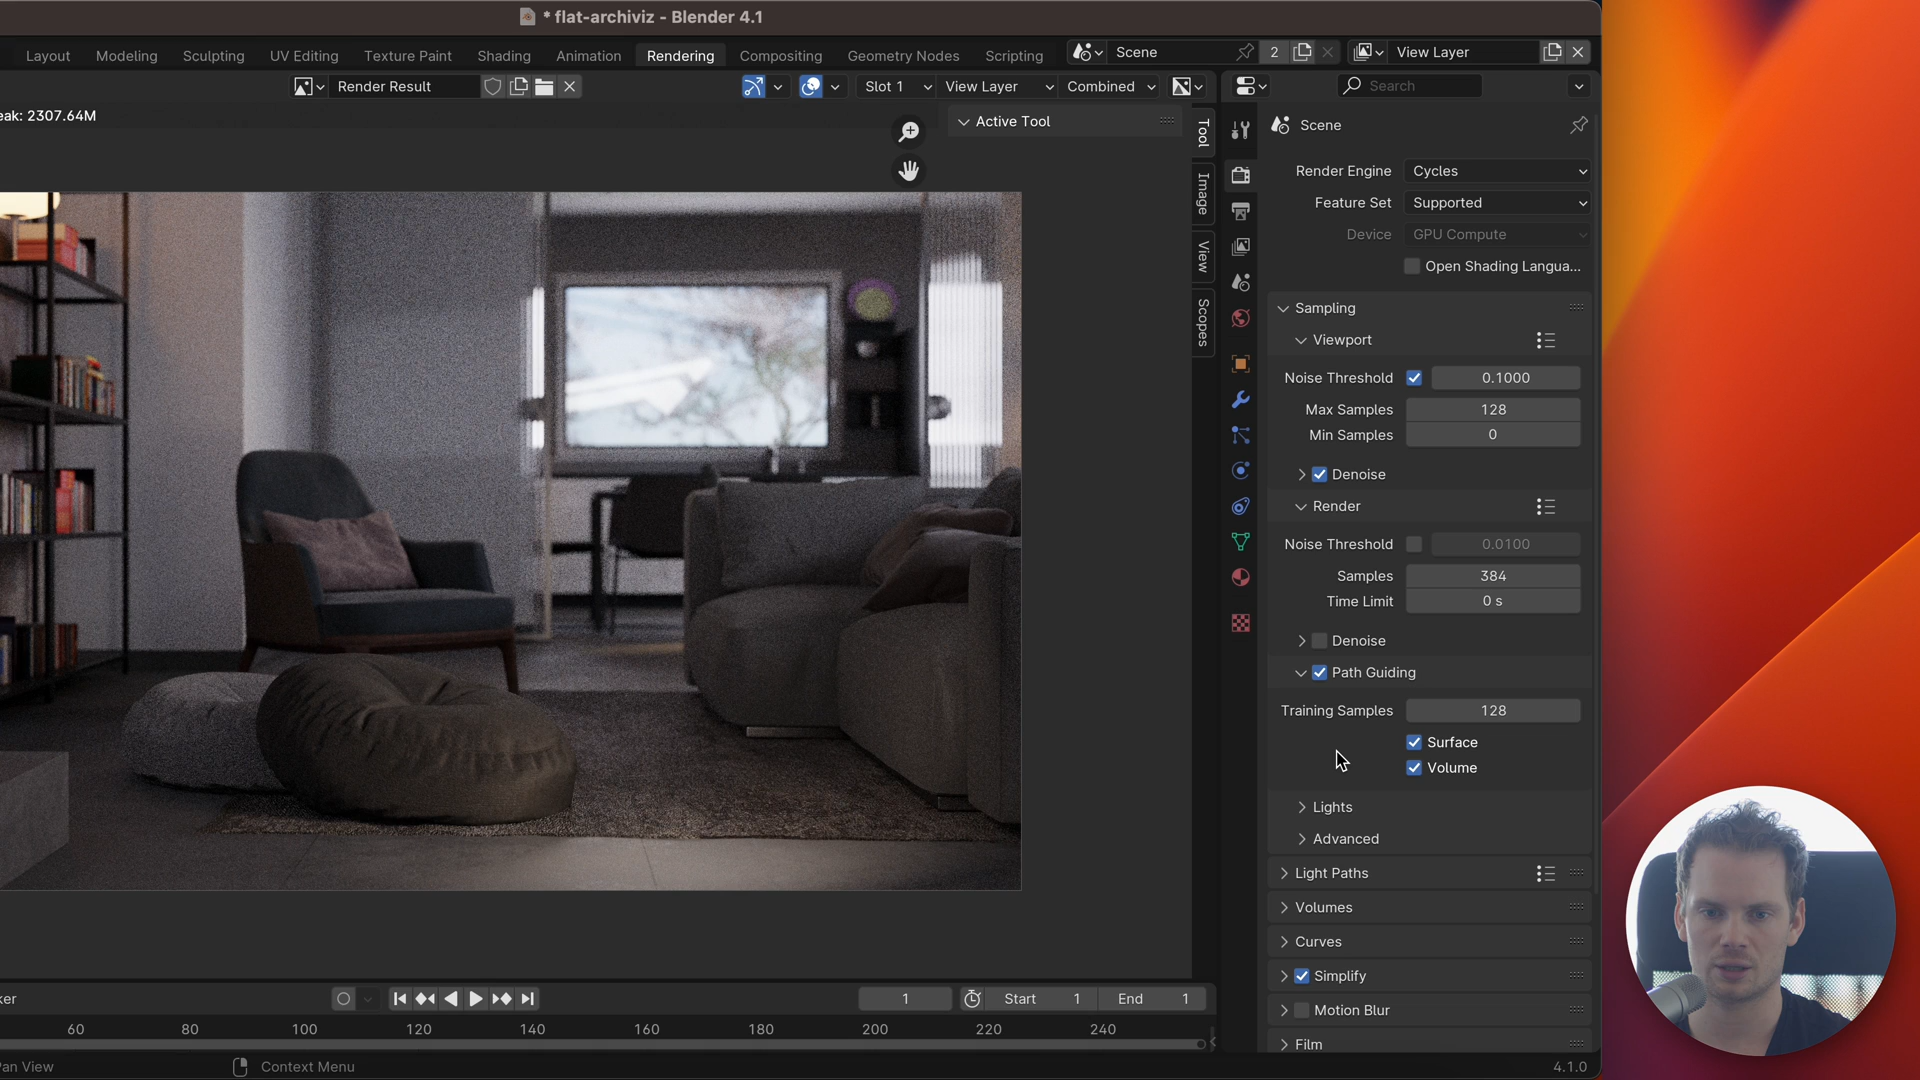 * flat-archiviz - Blender 4.1
Layout Modeling Sculpting UV Editing Texture Paint Shading Animation Rendering Compositing Geometry Nodes Scripting Scene 2 View Layer
Render Result Slot 1 View Layer Combined Search
eak: 2307.64M
Active Tool
Tool
Image
View
Scopes
Scene
Render Engine Cycles
Feature Set Supported
Device GPU Compute
Open Shading Langua...
Sampling
Viewport
Noise Threshold 0.1000
Max Samples 128
Min Samples 0
Denoise
Render
Noise Threshold 0.0100
Samples 384
Time Limit 0 s
Denoise
Path Guiding
Training Samples 128
Surface
Volume
Lights
Advanced
Light Paths
Volumes
Curves
Simplify
Motion Blur
Film
ker 1 Start 1 End 1
60 80 100 120 140 160 180 200 220 240
an View Context Menu 4.1.0